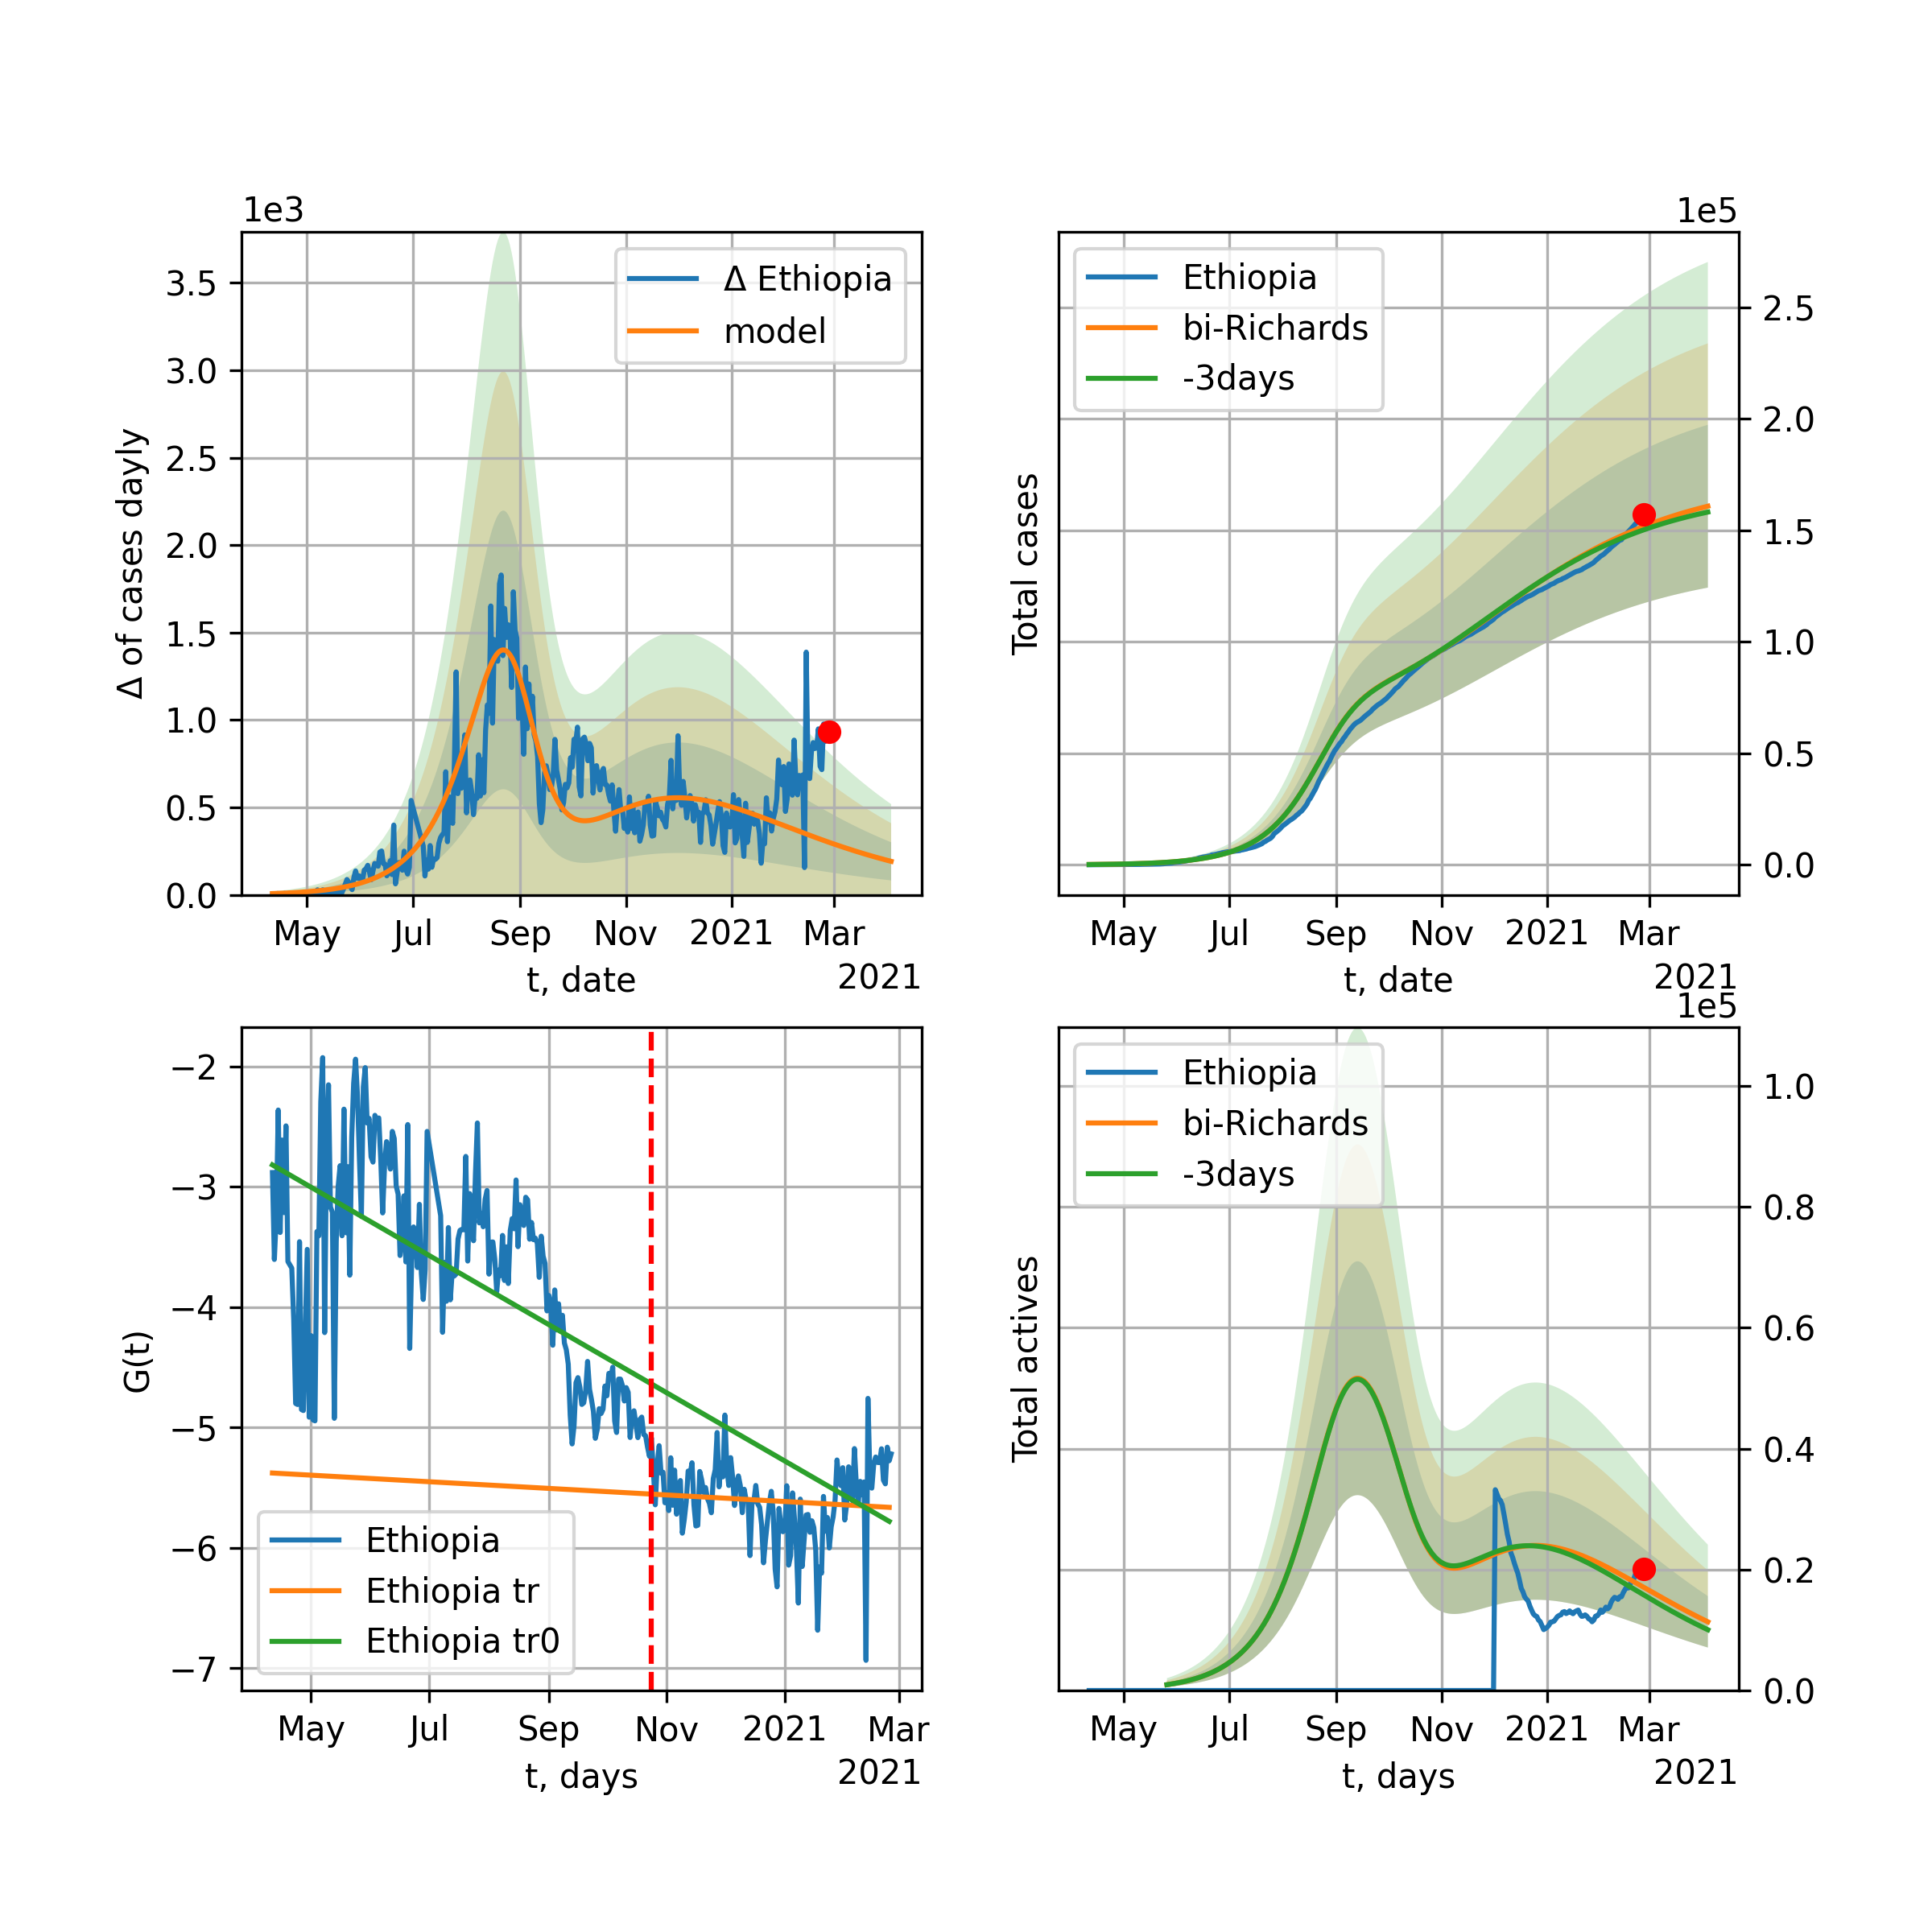 1e3
3.5
3.0
2.5
2.0
1.5
1.0
0.5
0.0
Δ of cases dayly
Δ Ethiopia
model
May Jul Sep Nov 2021 Mar
t, date
2021
1e5
2.5
2.0
1.5
1.0
0.5
0.0
Total cases
Ethiopia
bi-Richards
-3days
May Jul Sep Nov 2021 Mar
t, date
2021
−2
−3
−4
−5
−6
−7
G(t)
Ethiopia
Ethiopia tr
Ethiopia tr0
May Jul Sep Nov 2021 Mar
t, days
2021
1e5
1.0
0.8
0.6
0.4
0.2
0.0
Total actives
Ethiopia
bi-Richards
-3days
May Jul Sep Nov 2021 Mar
t, days
2021